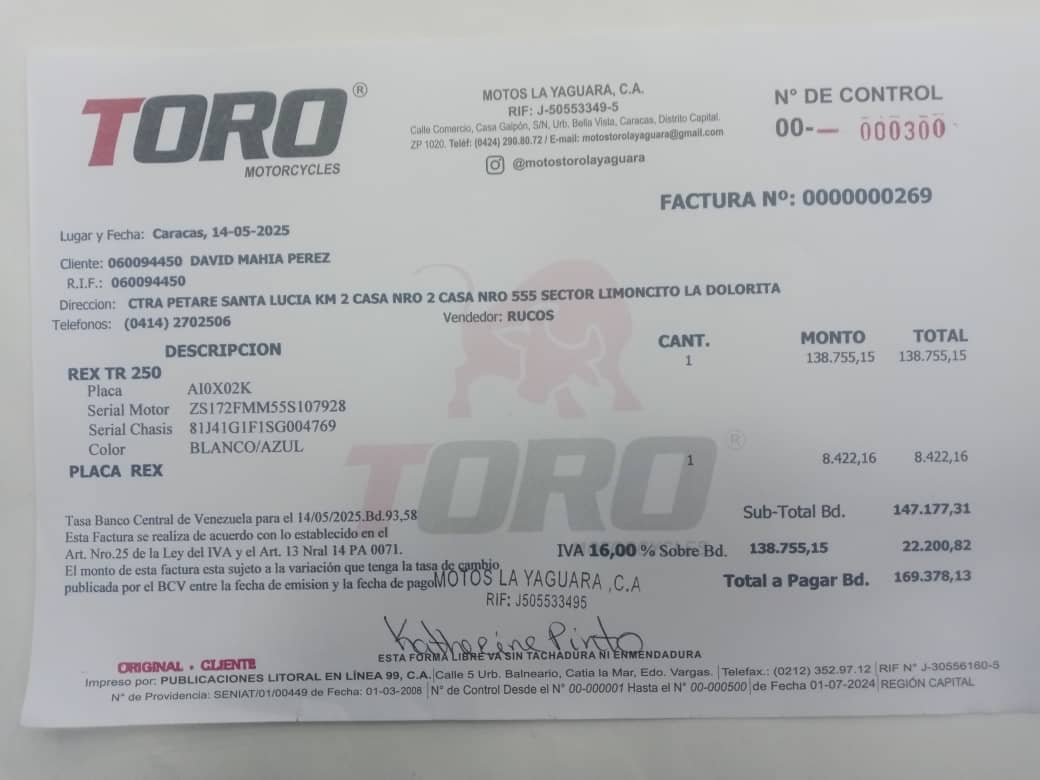 TORO®
MOTORCYCLES
MOTOS LA YAGUARA, C.A.
RIF: J-50553349-5
Calle Comercio, Casa Galpón, S/N, Urb. Bella Vista, Caracas, Distrito Capital.
ZP 1020. Teléf: (0424) 290.80.72 / E-mail: motostorolayaguara@gmail.com
@motostorolayaguara
N° DE CONTROL
00-— 000300
FACTURA Nº: 0000000269
Lugar y Fecha: Caracas, 14-05-2025
Cliente: 060094450 DAVID MAHIA PEREZ
R.I.F.: 060094450
Direccion: CTRA PETARE SANTA LUCIA KM 2 CASA NRO 2 CASA NRO 555 SECTOR LIMONCITO LA DOLORITA
Telefonos: (0414) 2702506 Vendedor: RUCOS
DESCRIPCION CANT. MONTO TOTAL
REX TR 250 1 138.755,15 138.755,15
Placa AI0X02K
Serial Motor ZS172FMM55S107928
Serial Chasis 81J41G1F1SG004769
Color BLANCO/AZUL
PLACA REX 1 8.422,16 8.422,16
TORO®
Tasa Banco Central de Venezuela para el 14/05/2025.Bd.93,58
Sub-Total Bd. 147.177,31
Esta Factura se realiza de acuerdo con lo establecido en el
Art. Nro.25 de la Ley del IVA y el Art. 13 Nral 14 PA 0071.
IVA 16,00 % Sobre Bd. 138.755,15 22.200,82
El monto de esta factura esta sujeto a la variación que tenga la tasa de cambio
publicada por el BCV entre la fecha de emision y la fecha de pago
Total a Pagar Bd. 169.378,13
MOTOS LA YAGUARA ,C.A
RIF: J505533495
Katherine Pinto
ESTA FORMA LIBRE VA SIN TACHADURA NI ENMENDADURA
ORIGINAL . CLIENTE
Impreso por: PUBLICACIONES LITORAL EN LÍNEA 99, C.A. Calle 5 Urb. Balneario, Catia la Mar, Edo. Vargas. Telefax.: (0212) 352.97.12 RIF N° J-30556160-5
N° de Providencia: SENIAT/01/00449 de Fecha: 01-03-2008 N° de Control Desde el N° 00-000001 Hasta el N° 00-000500 de Fecha 01-07-2024 REGIÓN CAPITAL